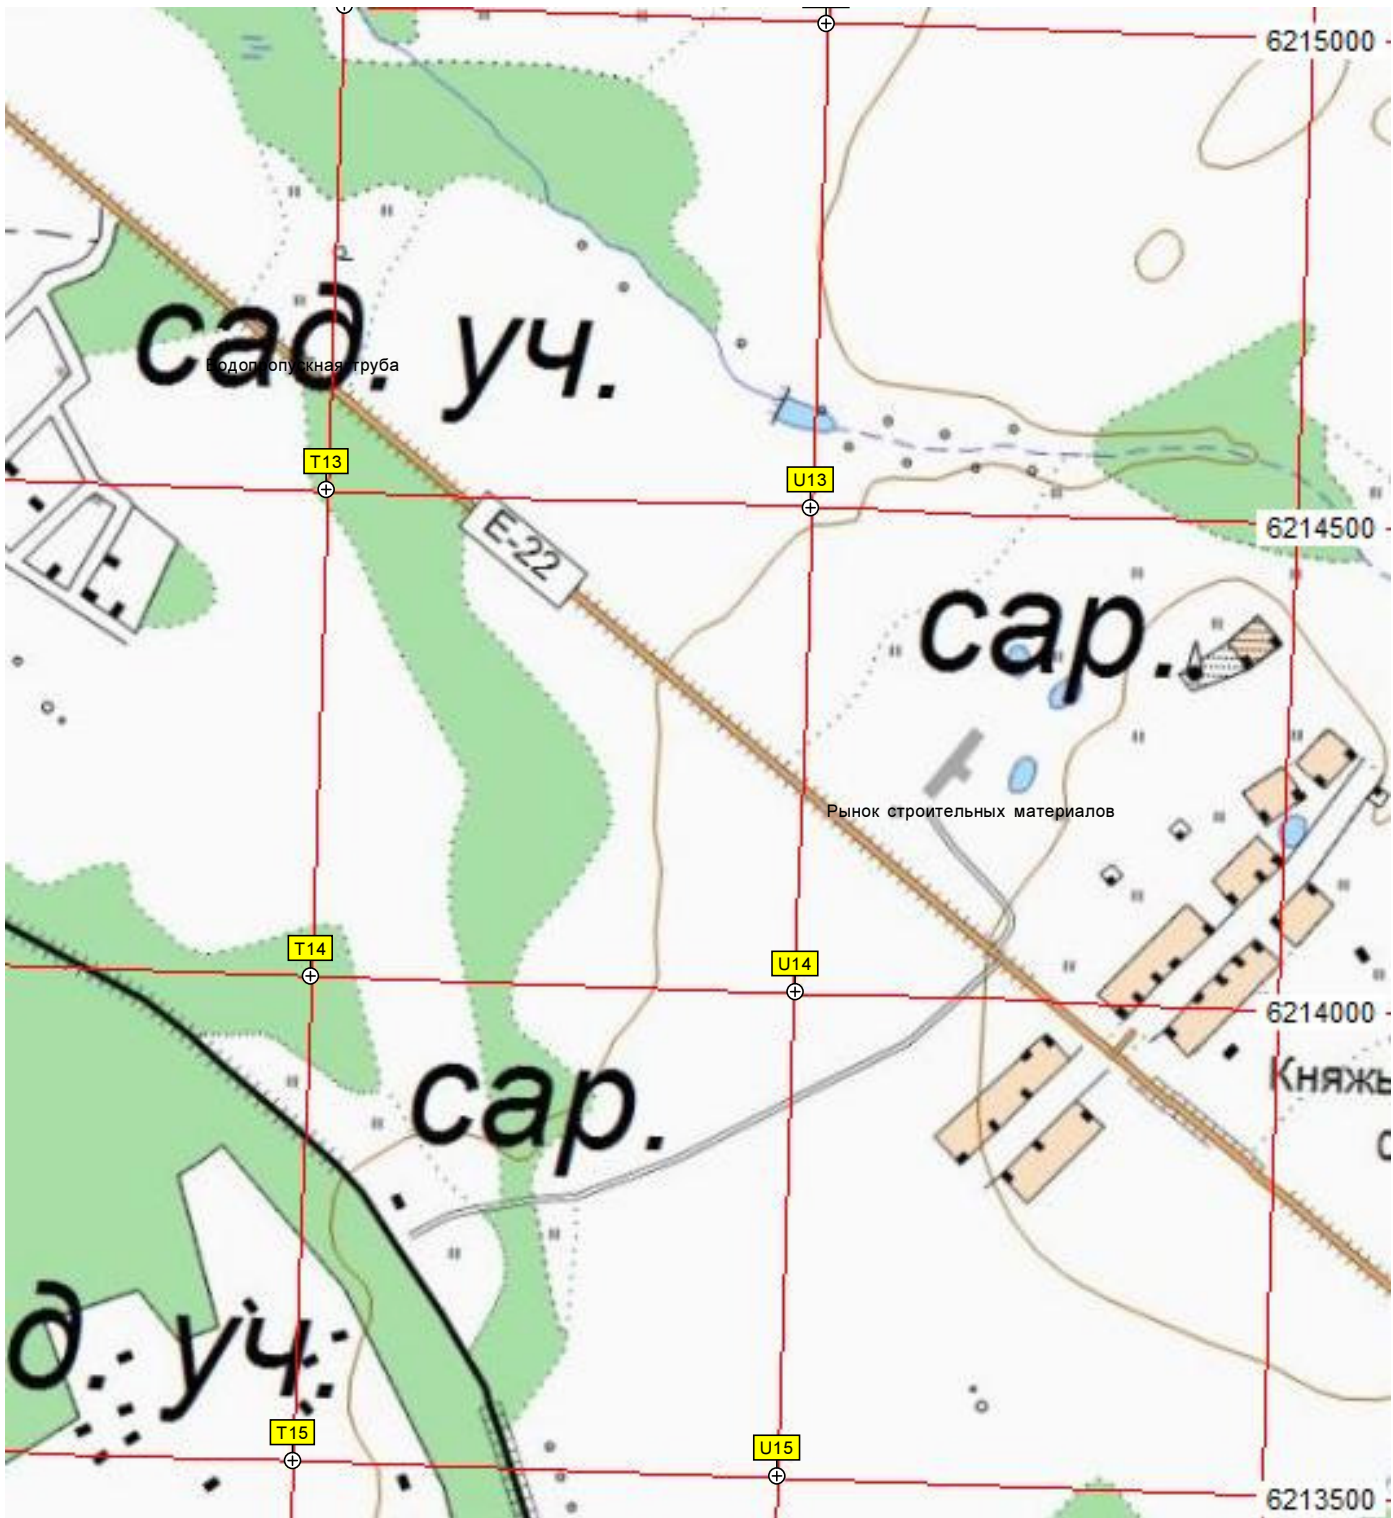 6215000
сад. уч.
Водопропускная труба
T13
U13
6214500
E-22
сар.
Рынок строительных материалов
T14
U14
6214000
Княжь
сар.
д. уч.
T15
U15
6213500